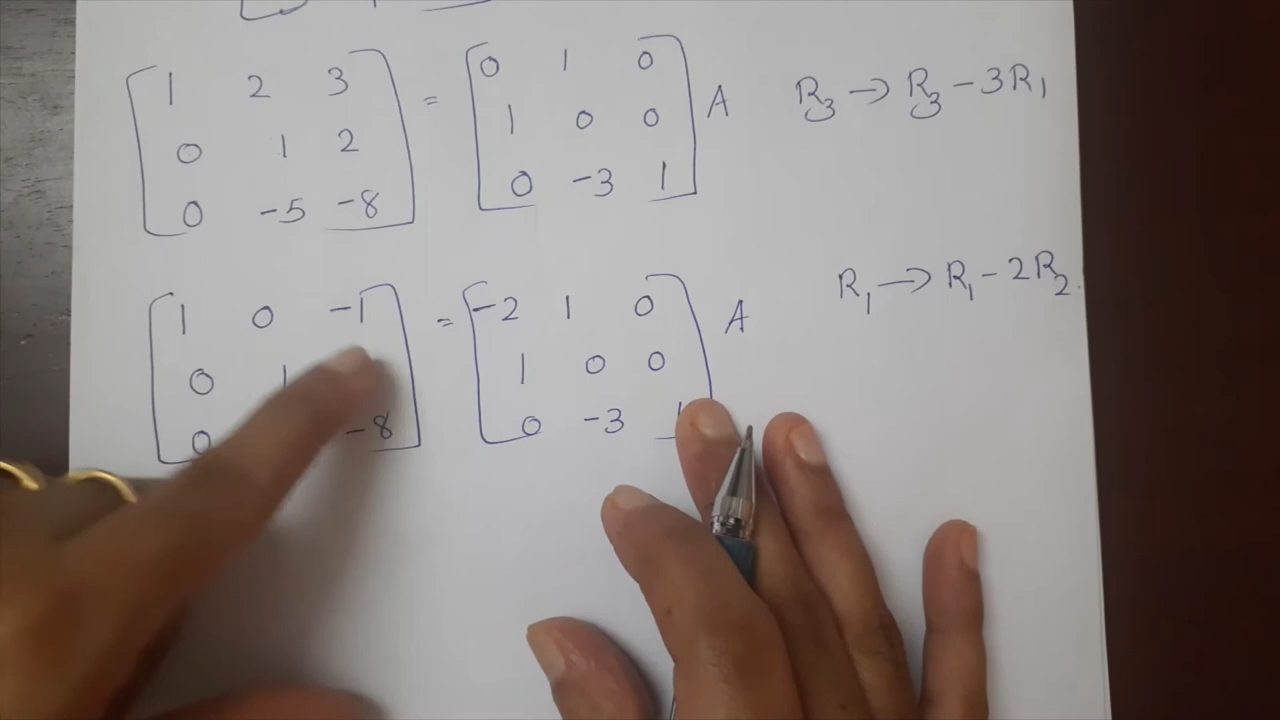 1 2 3 = 0 1 0 A R3 → R3 - 3R1
0 1 2 1 0 0
0 -5 -8 0 -3 1
1 0 -1 = -2 1 0 A R1 → R1 - 2R2.
0 1 1 0 0
0 -8 0 -3 1